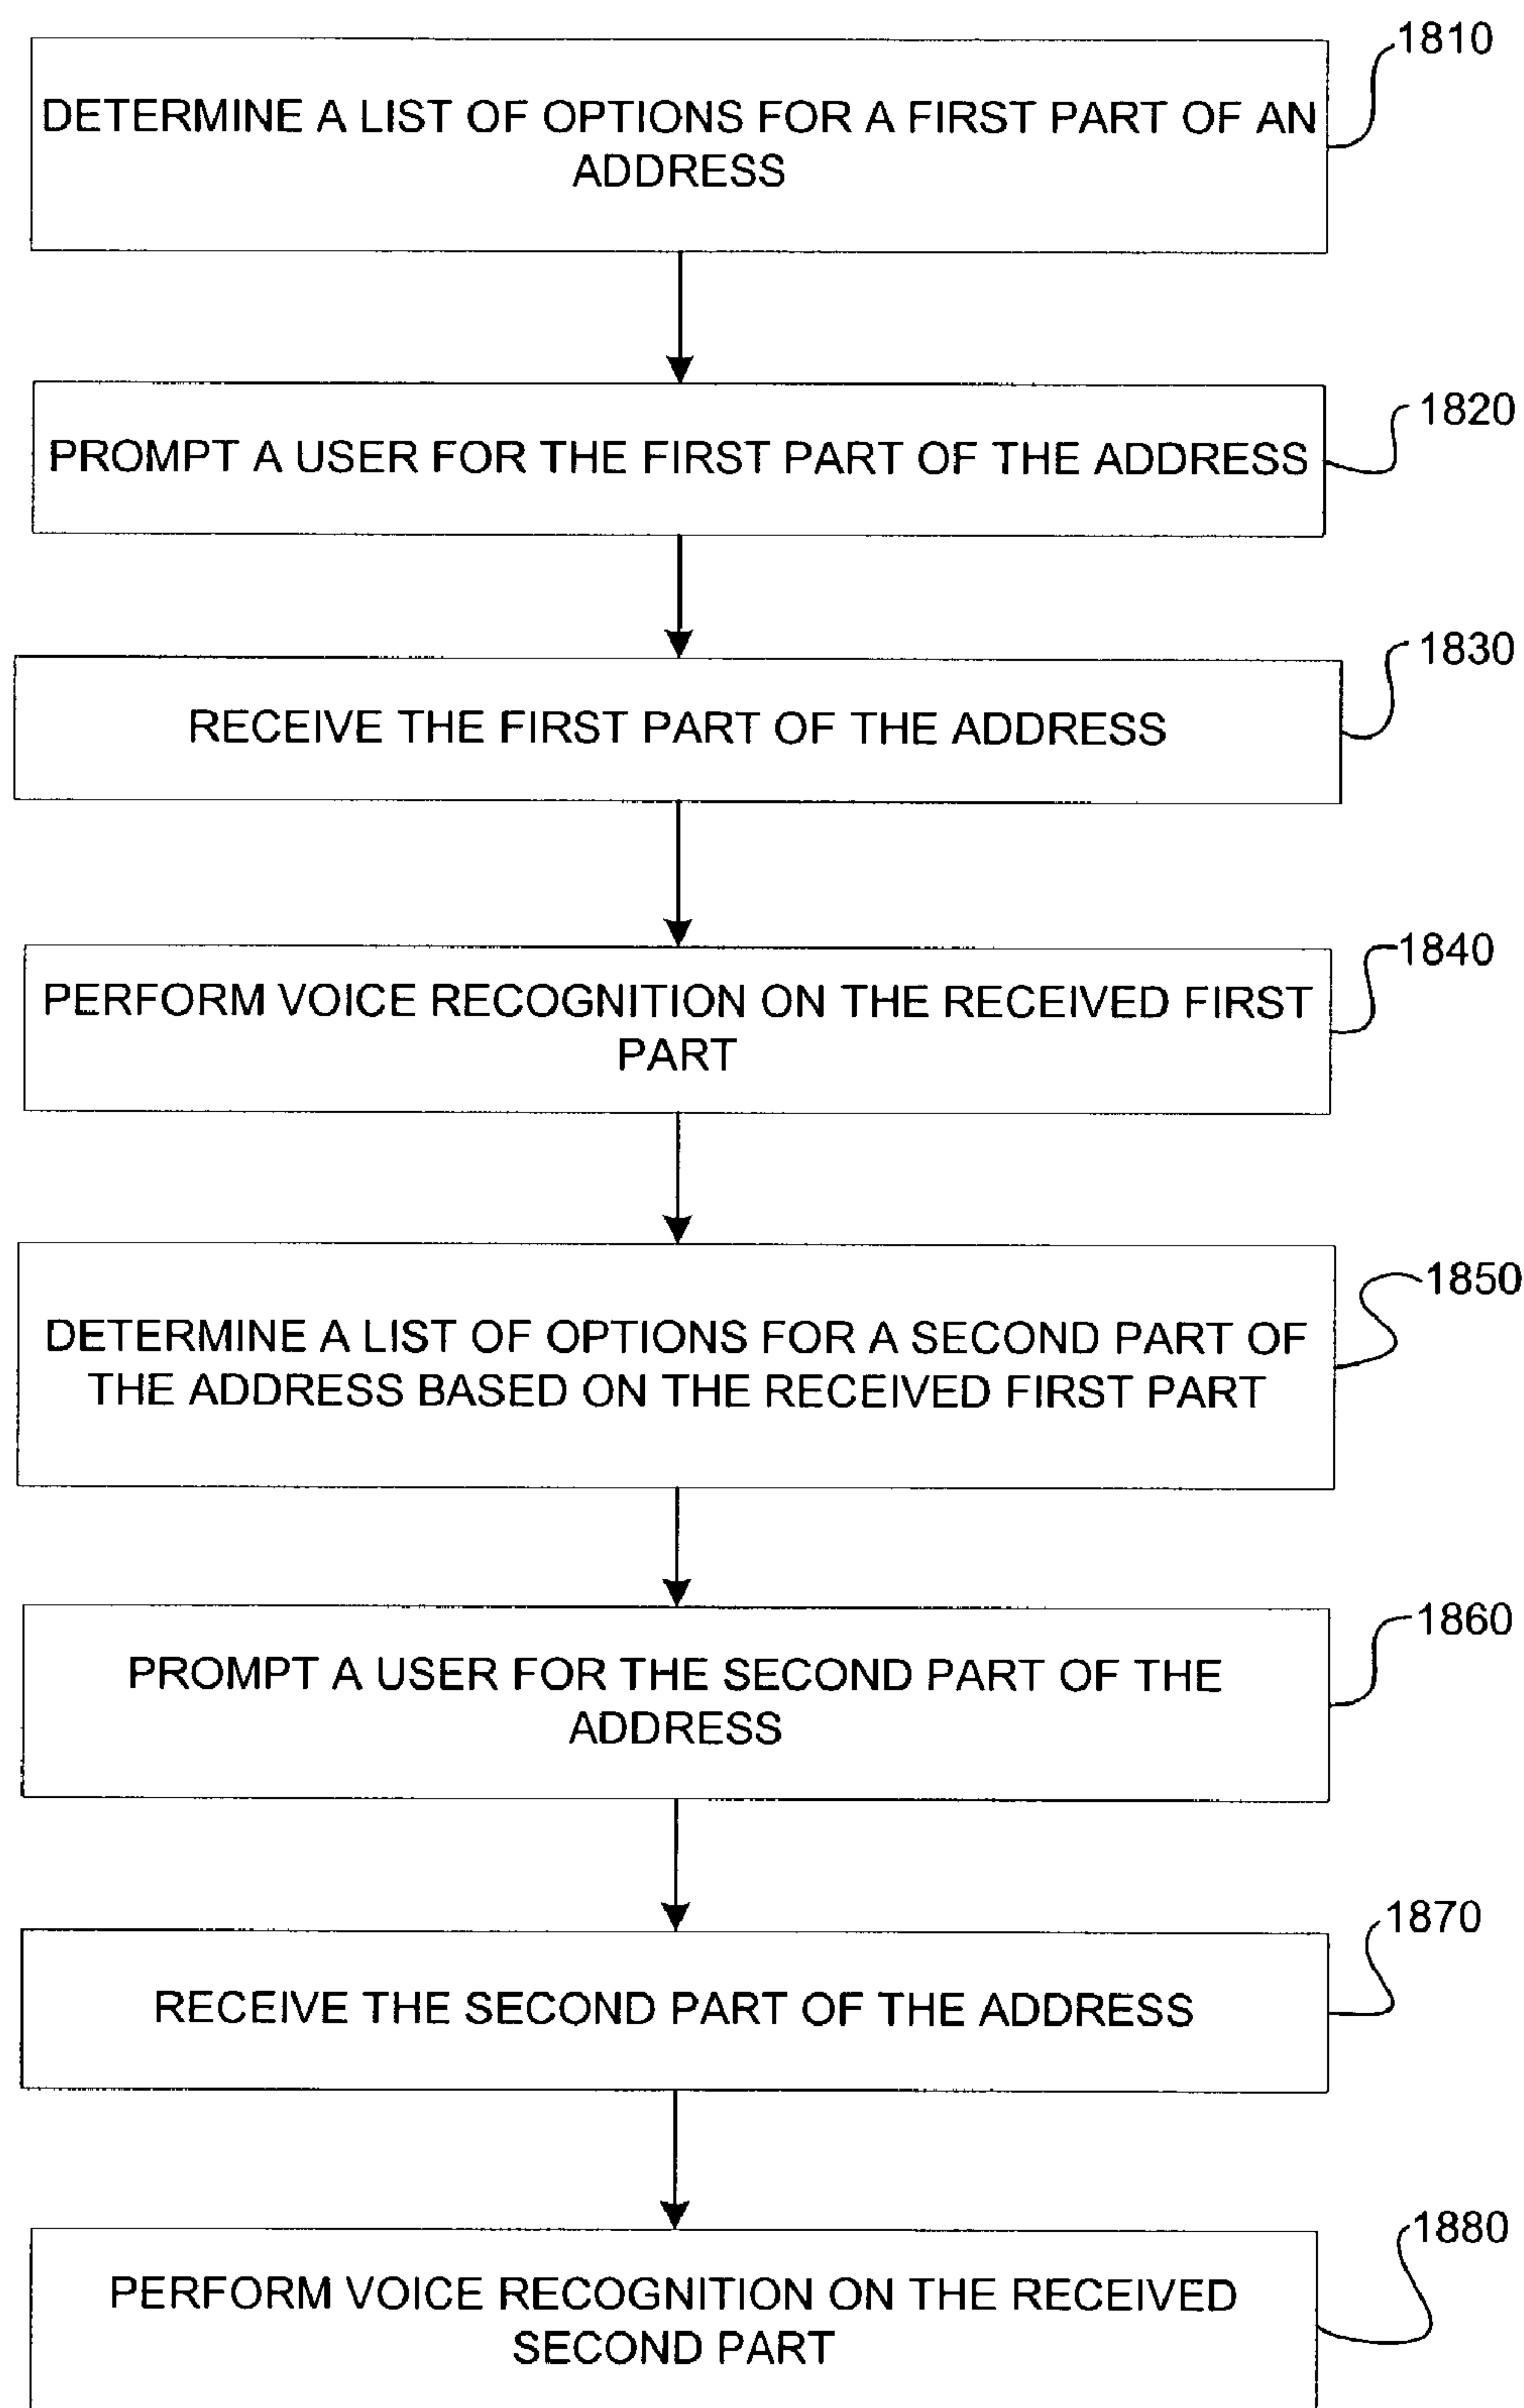 1810
DETERMINE A LIST OF OPTIONS FOR A FIRST PART OF AN
ADDRESS
1820
PROMPT A USER FOR THE FIRST PART OF THE ADDRESS
1830
RECEIVE THE FIRST PART OF THE ADDRESS
1840
PERFORM VOICE RECOGNITION ON THE RECEIVED FIRST
PART
1850
DETERMINE A LIST OF OPTIONS FOR A SECOND PART OF
THE ADDRESS BASED ON THE RECEIVED FIRST PART
1860
PROMPT A USER FOR THE SECOND PART OF THE
ADDRESS
1870
RECEIVE THE SECOND PART OF THE ADDRESS
1880
PERFORM VOICE RECOGNITION ON THE RECEIVED
SECOND PART